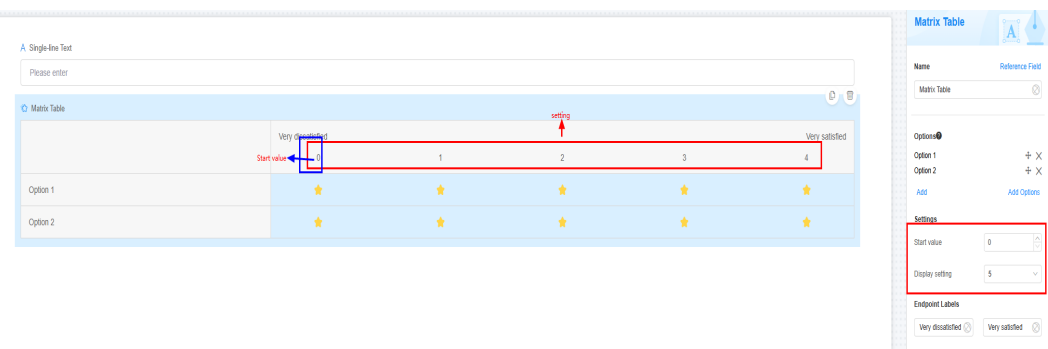 Matrix Table
Single-line Text
Name
Reference Field
Please enter
Matrix Table
Matrix Table
setting
Very dissatisfied
Very satisfied
Options
Start value
0 1 2 3 4
Option 1
Option 2
Option 1
Add
Add Options
Option 2
Settings
Start value
0
Display setting
5
Endpoint Labels
Very dissatisfied
Very satisfied